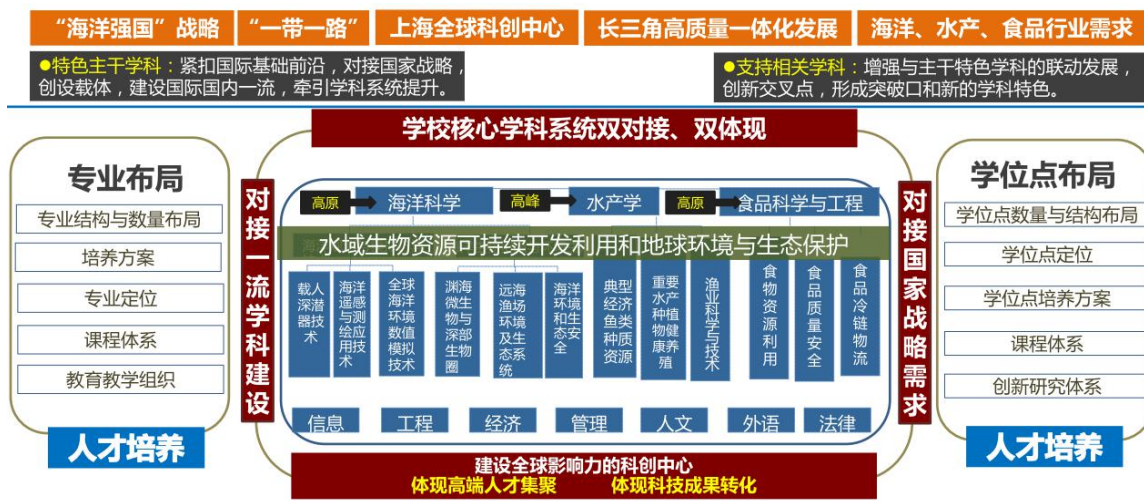 “海洋强国”战略
“一带一路”
上海全球科创中心
长三角高质量一体化发展
海洋、水产、食品行业需求
●特色主干学科：紧扣国际基础前沿，对接国家战略，
创设载体，建设国际国内一流，牵引学科系统提升。
●支持相关学科：增强与主干特色学科的联动发展，
创新交叉点，形成突破口和新的学科特色。
学校核心学科系统双对接、双体现
专业布局
专业结构与数量布局
培养方案
专业定位
课程体系
教育教学组织
人才培养
对接一流学科建设
高原
海洋科学
高峰
水产学
高原
食品科学与工程
水域生物资源可持续开发利用和地球环境与生态保护
载人深潜器技术
海洋遥感与测绘应用技术
全球海洋环境数值模拟技术
渊海微生物与深部生物圈
远海渔场环境及生态系统
海洋环境和生态安全
典型经济鱼类种质资源
重要水产种植物健康养殖
渔业科学与技术
食物资源利用
食品质量安全
食品冷链物流
信息
工程
经济
管理
人文
外语
法律
对接国家战略需求
学位点布局
学位点数量与结构布局
学位点定位
学位点培养方案
课程体系
创新研究体系
人才培养
建设全球影响力的科创中心
体现高端人才集聚 体现科技成果转化